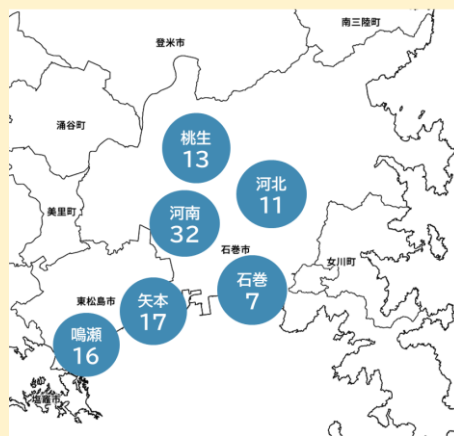 南三陸町
登米市
涌谷町
桃生
13
河北
11
美里町
河南
32
石巻市
女川町
石巻
7
東松島市
矢本
17
鳴瀬
16
塩竈市